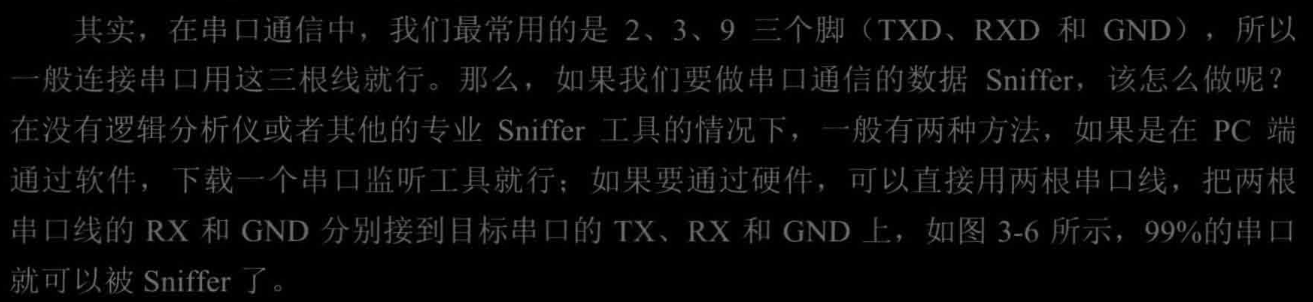 其实，在串口通信中，我们最常用的是 2、3、9 三个脚（TXD、RXD 和 GND），所以
一般连接串口用这三根线就行。那么，如果我们要做串口通信的数据 Sniffer，该怎么做呢？
在没有逻辑分析仪或者其他的专业 Sniffer 工具的情况下，一般有两种方法，如果是在 PC 端
通过软件，下载一个串口监听工具就行；如果要通过硬件，可以直接用两根串口线，把两根
串口线的 RX 和 GND 分别接到目标串口的 TX、RX 和 GND 上，如图 3-6 所示，99%的串口
就可以被 Sniffer 了。